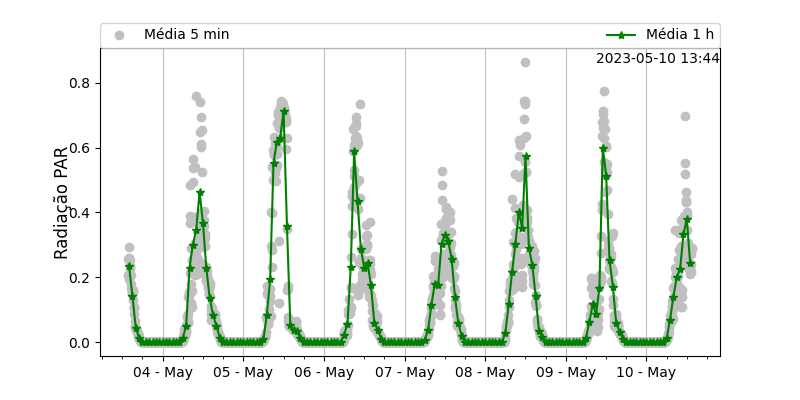 Média 5 min
Média 1 h
2023-05-10 13:44
Radiação PAR
0.8
0.6
0.4
0.2
0.0
04 - May
05 - May
06 - May
07 - May
08 - May
09 - May
10 - May